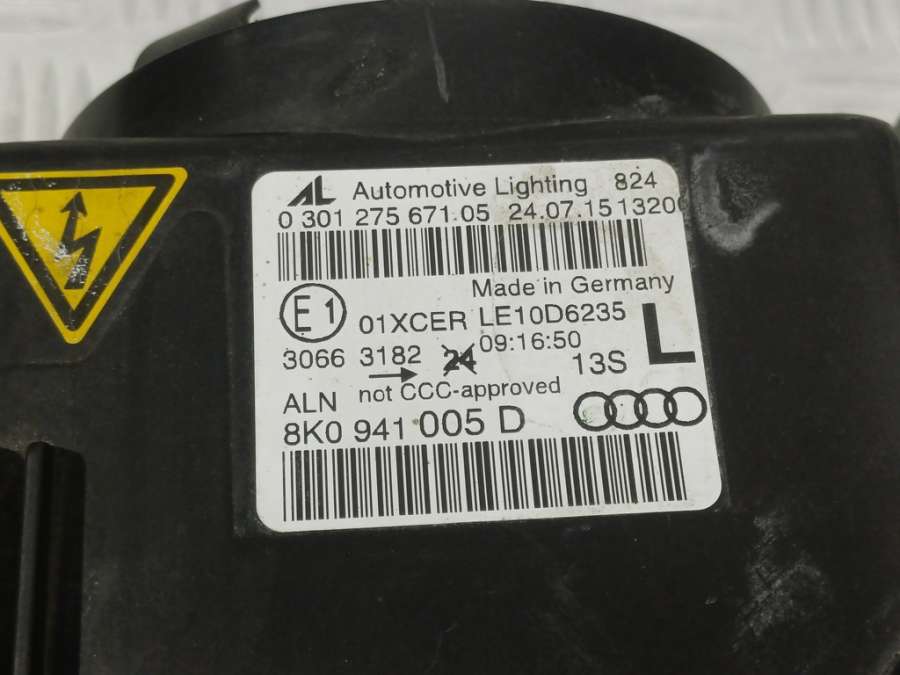 AL Automotive Lighting 824
0 301 275 671.05 24.07.15 1320
Made in Germany
E1 01XCER LE10D6235 L
3066 3182 24 09:16:50 13S
not CCC-approved
ALN
8K0 941 005 D